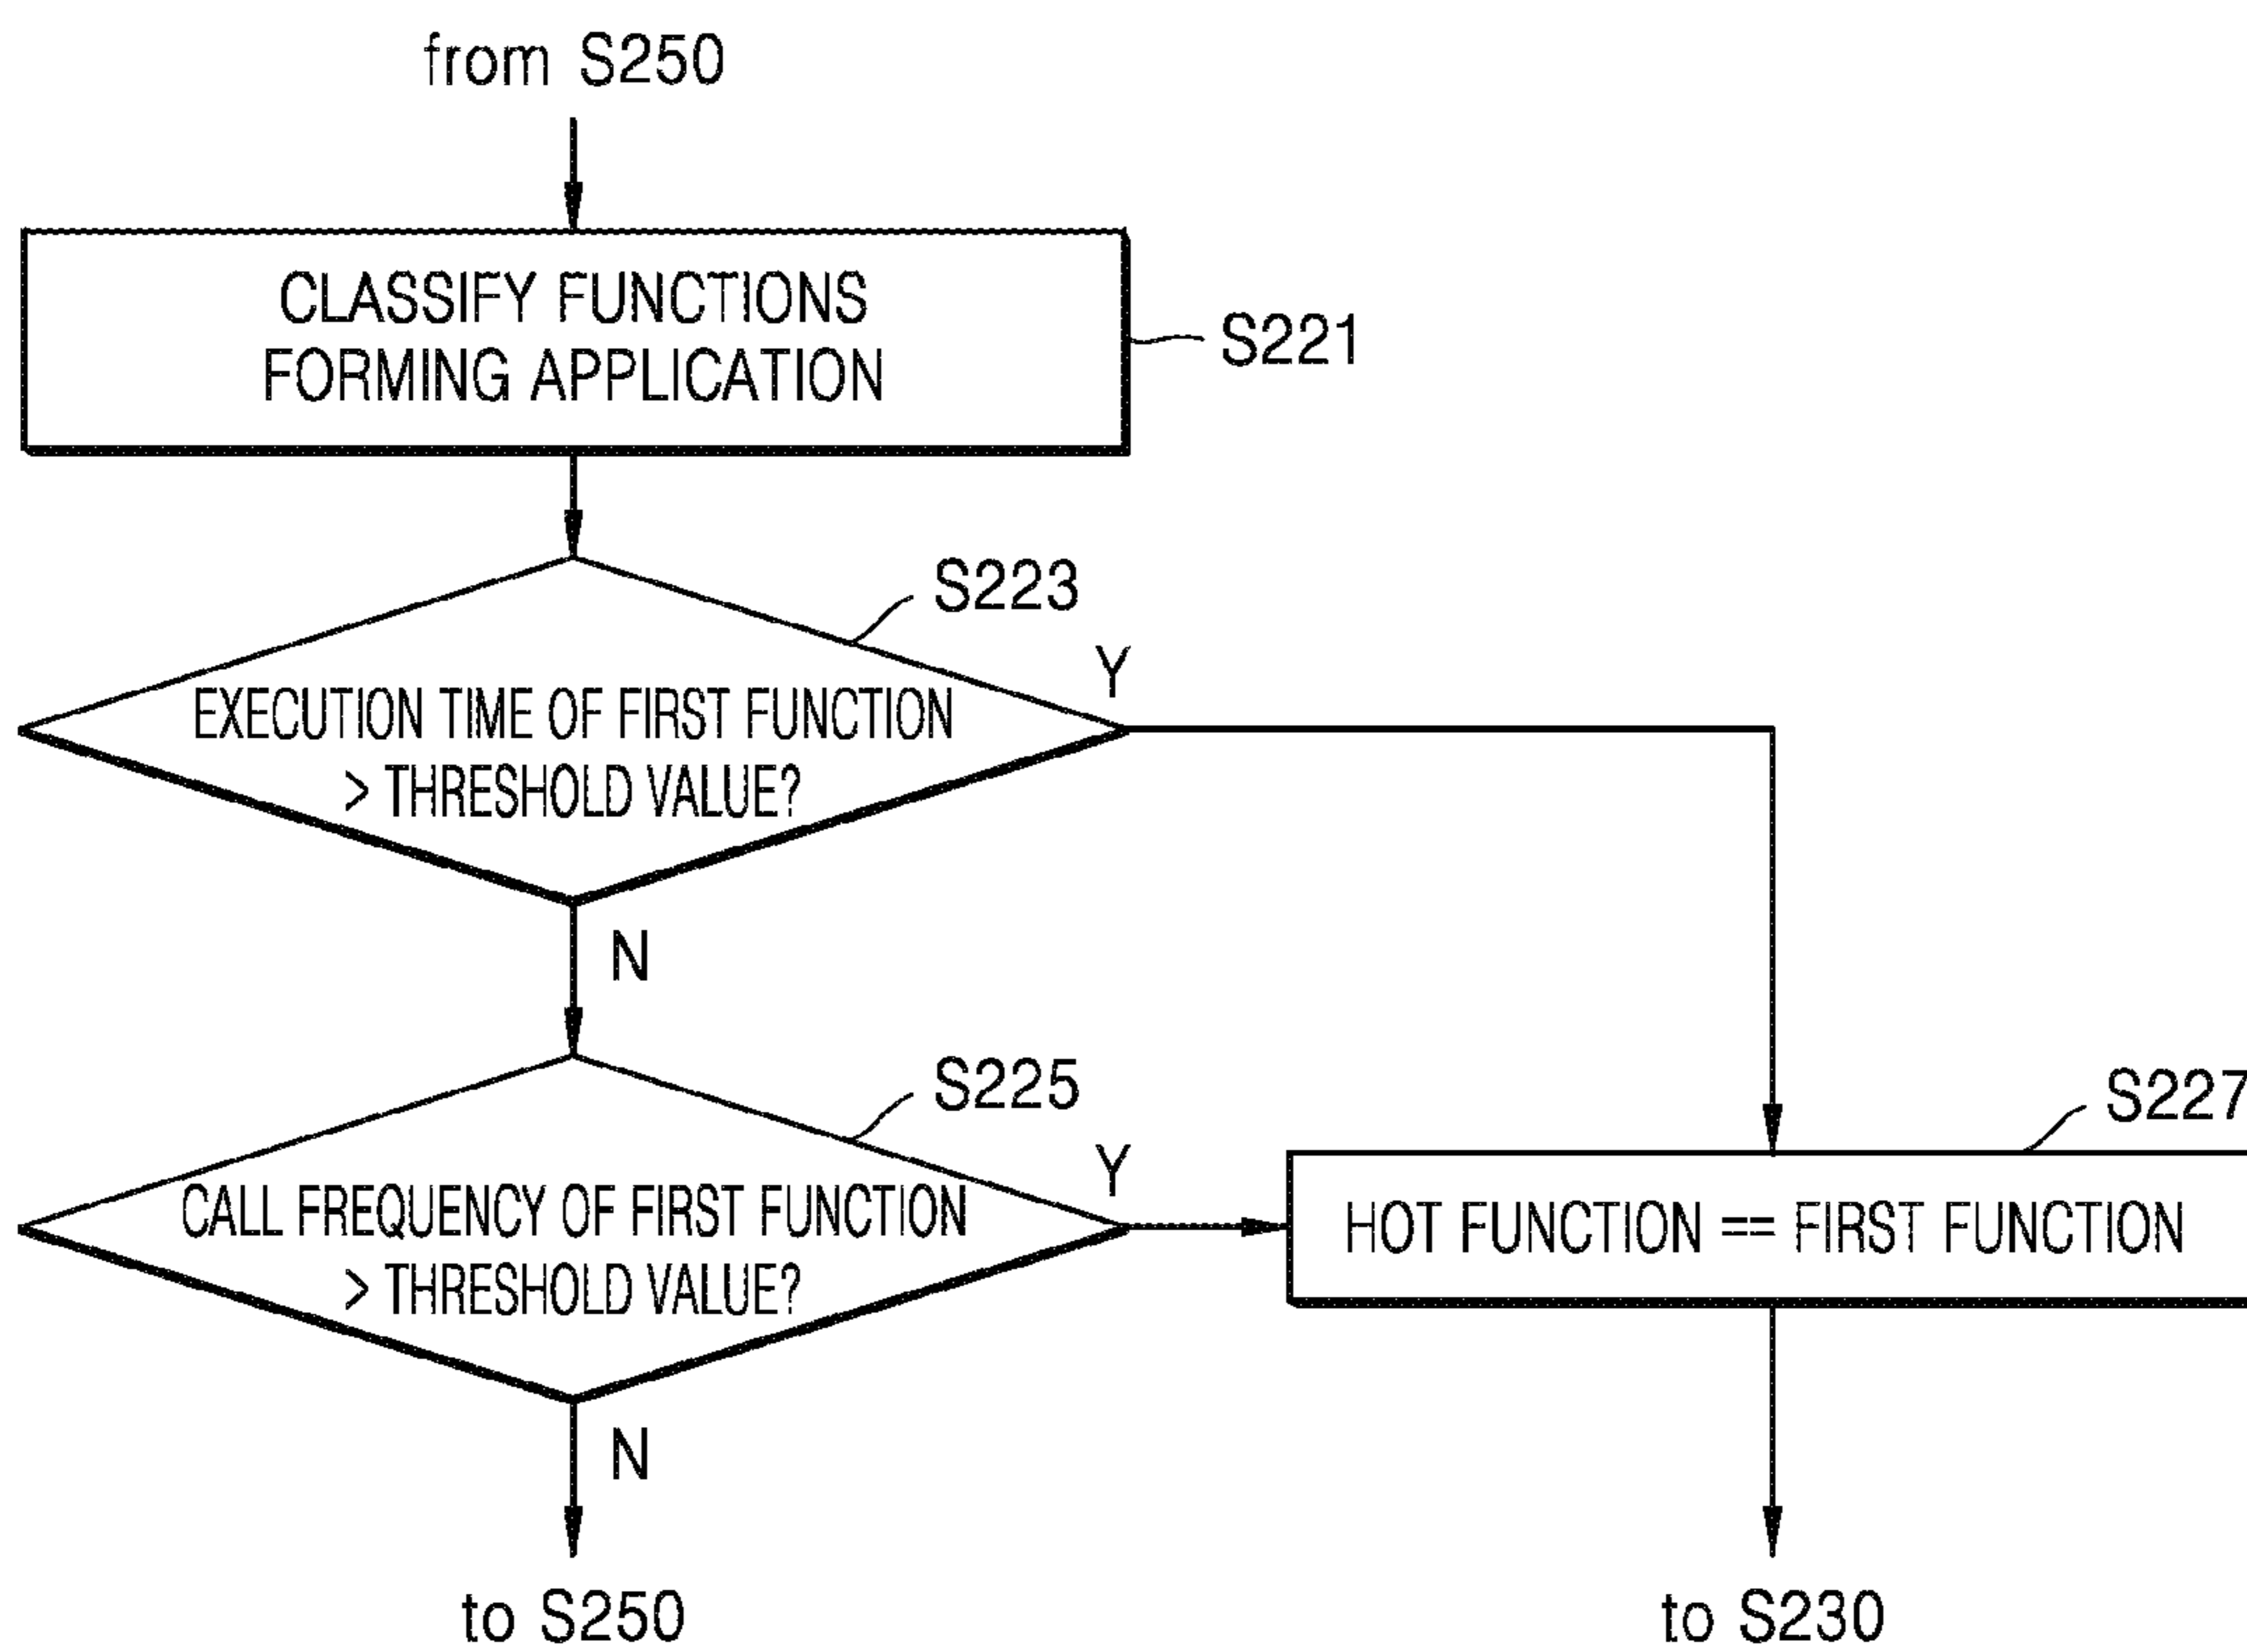 from S250
CLASSIFY FUNCTIONS
FORMING APPLICATION
S221
S223
Y
EXECUTION TIME OF FIRST FUNCTION
> THRESHOLD VALUE?
N
S225
Y
S227
CALL FREQUENCY OF FIRST FUNCTION
> THRESHOLD VALUE?
HOT FUNCTION == FIRST FUNCTION
N
to S250
to S230